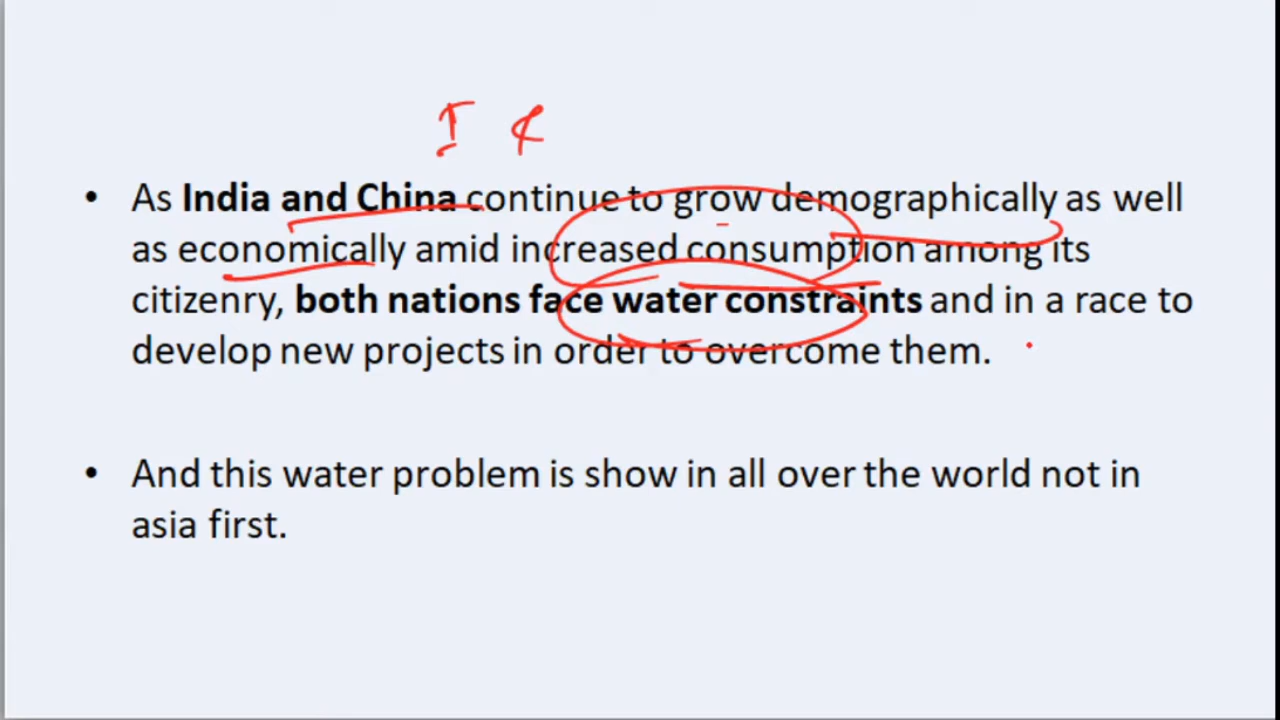 I
• As India and China continue to grow demographically as well
as economically amid increased consumption among its
citizenry, both nations face water constraints and in a race to
develop new projects in order to overcome them.
• And this water problem is show in all over the world not in
asia first.